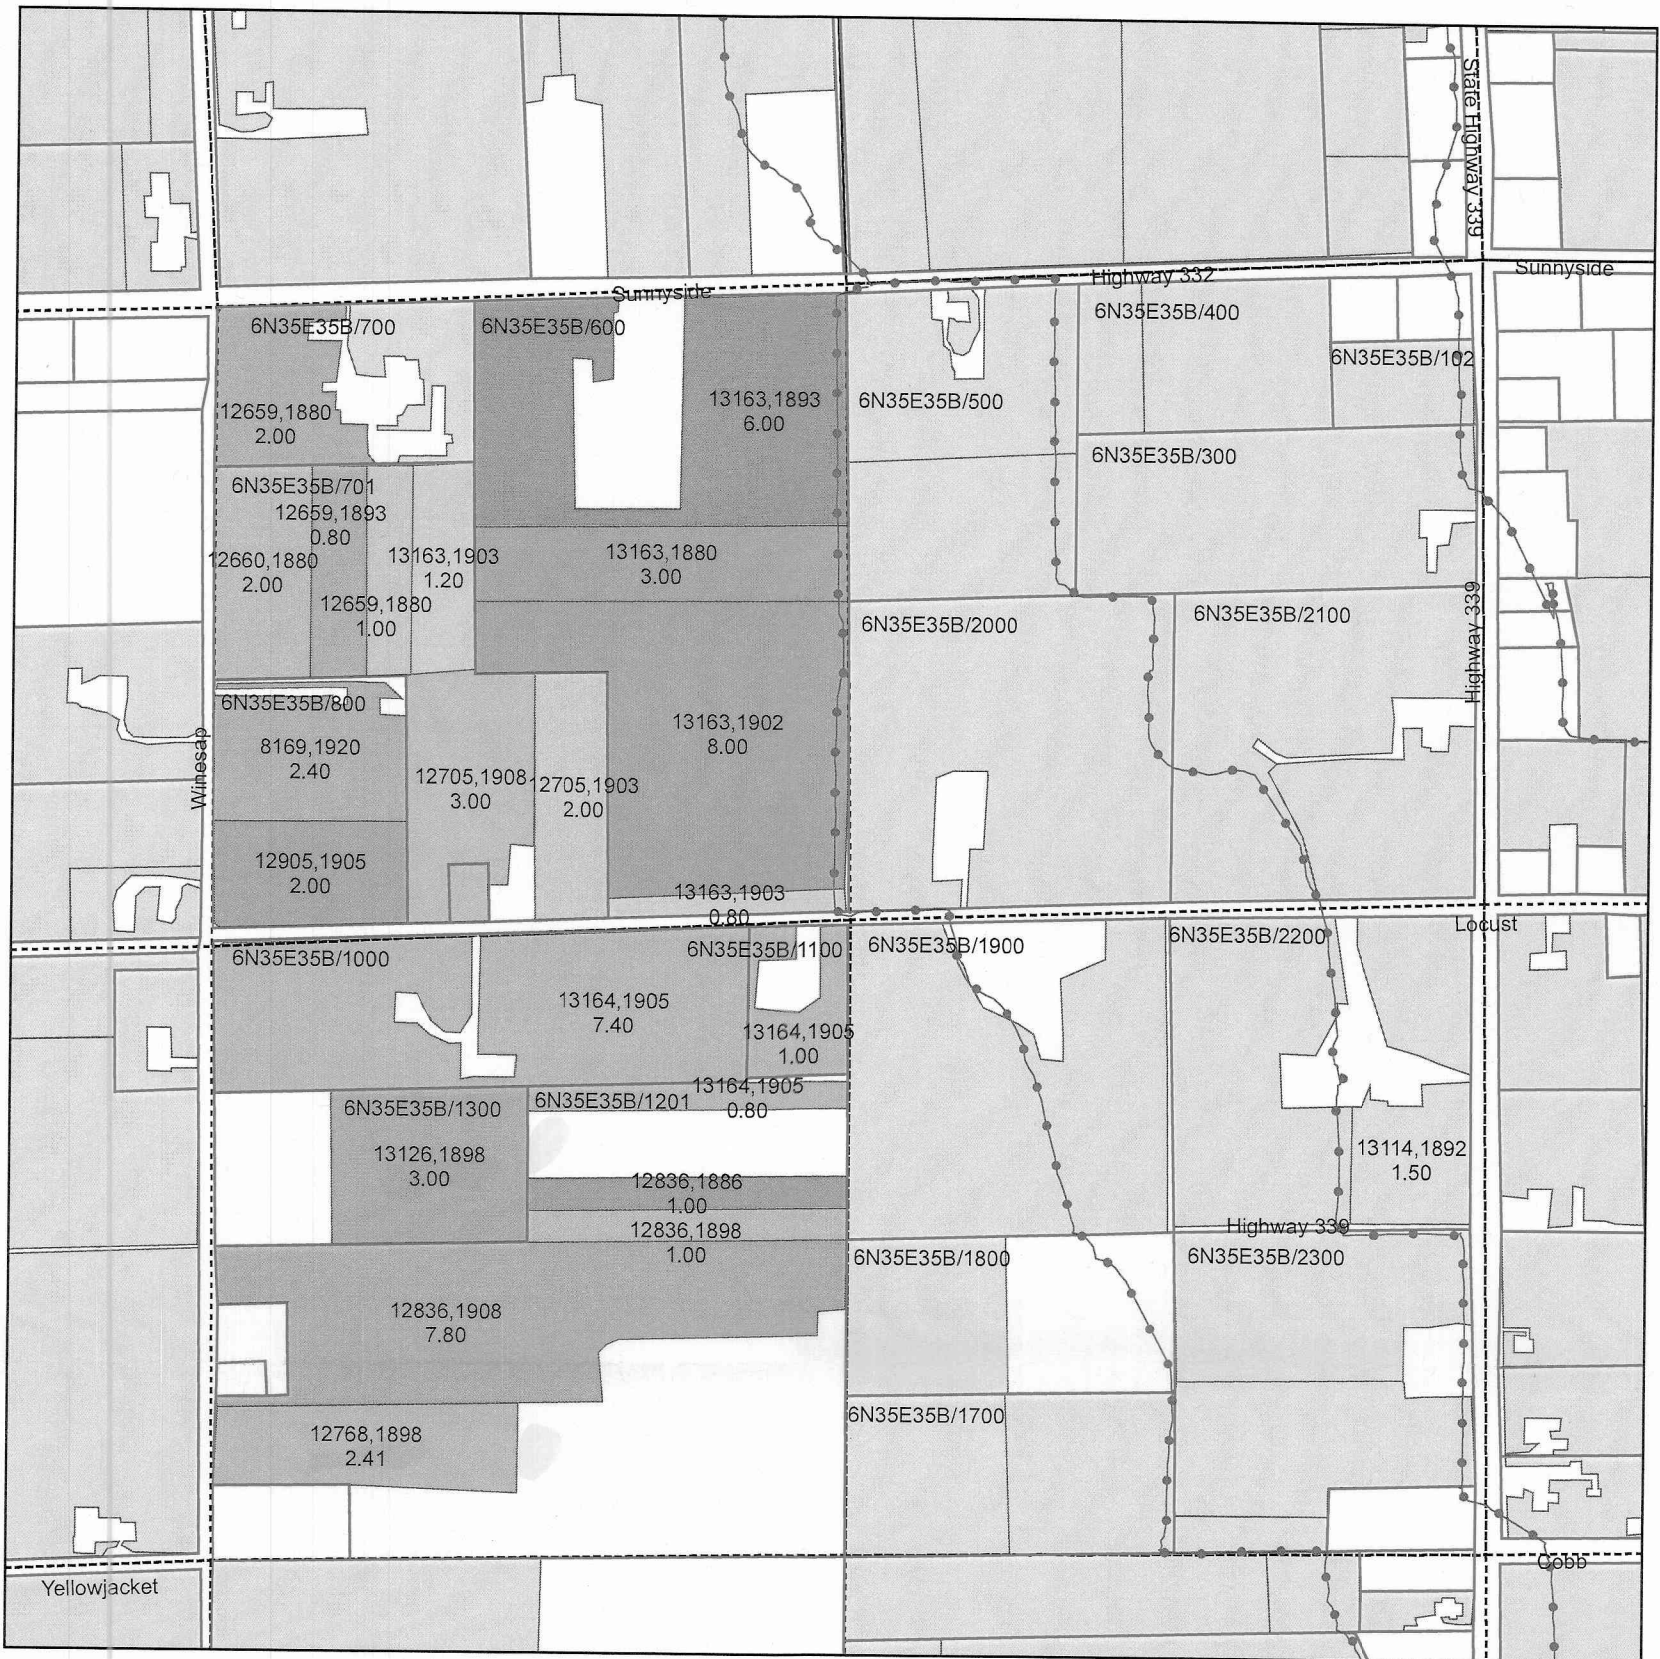 State Highway 339
Sunnyside
Highway 332
Sunnyside
6N35E35B/700
6N35E35B/600
6N35E35B/400
6N35E35B/102
12659,1880
2.00
13163,1893
6.00
6N35E35B/500
6N35E35B/300
6N35E35B/701
12659,1893
0.80
12660,1880
2.00
13163,1903
1.20
13163,1880
3.00
12659,1880
1.00
6N35E35B/2000
6N35E35B/2100
Highway 339
6N35E35B/800
8169,1920
2.40
12705,1908
3.00
12705,1903
2.00
13163,1902
8.00
Winesap
12905,1905
2.00
13163,1903
0.80
Locust
6N35E35B/1000
6N35E35B/1100
6N35E35B/1900
6N35E35B/2200
13164,1905
7.40
13164,1905
1.00
13164,1905
0.80
6N35E35B/1300
6N35E35B/1201
13126,1898
3.00
12836,1886
1.00
13114,1892
1.50
12836,1898
1.00
Highway 339
6N35E35B/1800
6N35E35B/2300
12836,1908
7.80
12768,1898
2.41
6N35E35B/1700
Yellowjacket
Cobb